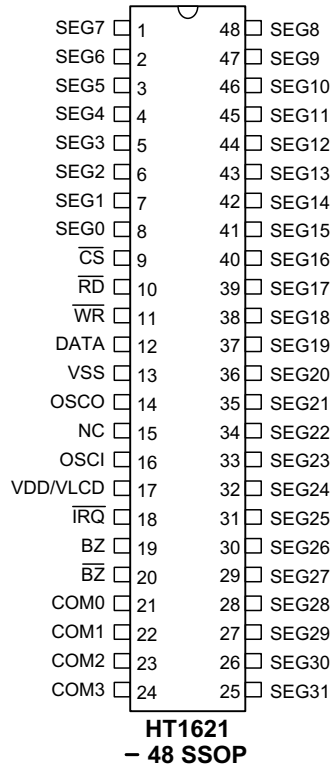 SEG7 1 48 SEG8
SEG6 2 47 SEG9
SEG5 3 46 SEG10
SEG4 4 45 SEG11
SEG3 5 44 SEG12
SEG2 6 43 SEG13
SEG1 7 42 SEG14
SEG0 8 41 SEG15
C̅S̅ 9 40 SEG16
R̅D̅ 10 39 SEG17
W̅R̅ 11 38 SEG18
DATA 12 37 SEG19
VSS 13 36 SEG20
OSCO 14 35 SEG21
NC 15 34 SEG22
OSCI 16 33 SEG23
VDD/VLCD 17 32 SEG24
I̅R̅Q̅ 18 31 SEG25
BZ 19 30 SEG26
B̅Z̅ 20 29 SEG27
COM0 21 28 SEG28
COM1 22 27 SEG29
COM2 23 26 SEG30
COM3 24 25 SEG31
HT1621
– 48 SSOP